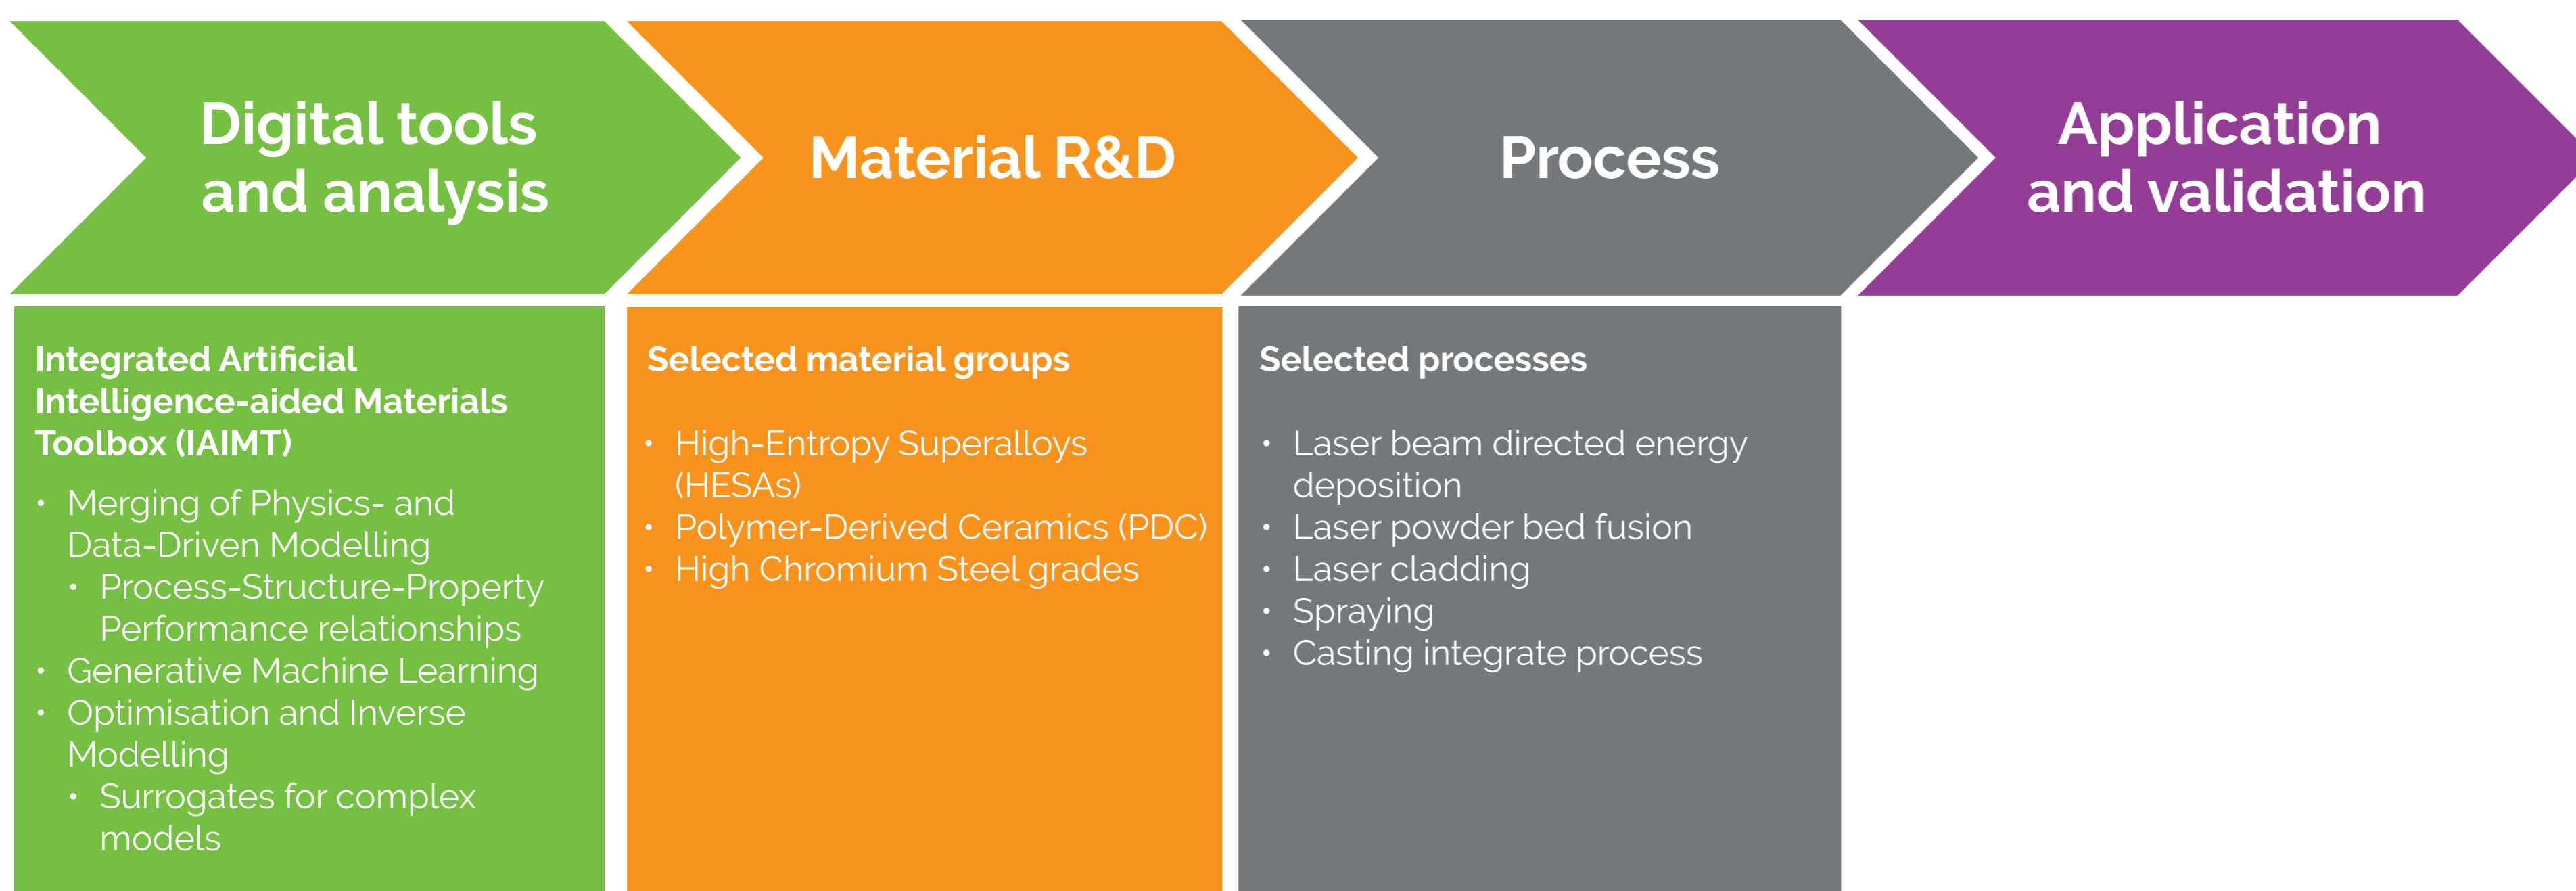 Digital tools
and analysis
Material R&D
Process
Application
and validation
Integrated Artificial
Intelligence-aided Materials
Toolbox (IAIMT)
• Merging of Physics- and
Data-Driven Modelling
• Process-Structure-Property
Performance relationships
• Generative Machine Learning
• Optimisation and Inverse
Modelling
• Surrogates for complex
models
Selected material groups
• High-Entropy Superalloys
(HESAs)
• Polymer-Derived Ceramics (PDC)
• High Chromium Steel grades
Selected processes
• Laser beam directed energy
deposition
• Laser powder bed fusion
• Laser cladding
• Spraying
• Casting integrate process